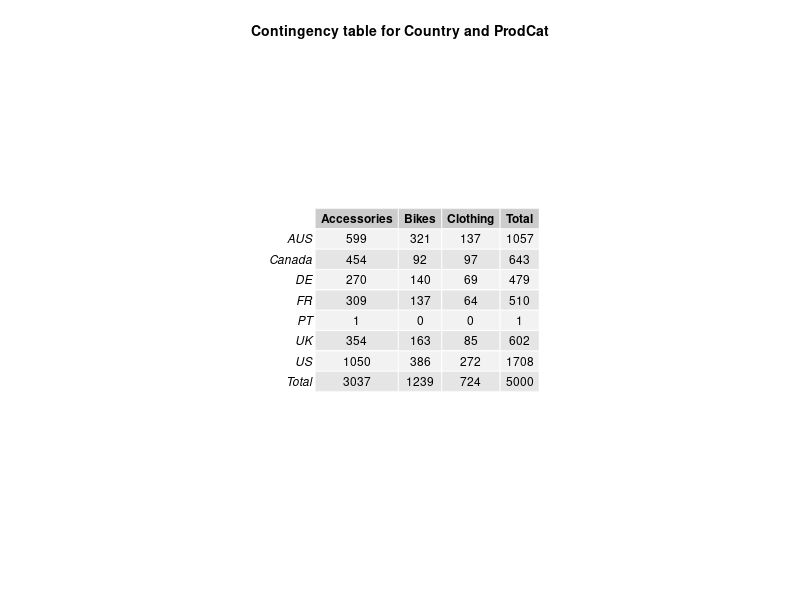 Contingency table for Country and ProdCat
Accessories Bikes Clothing Total
AUS 599 321 137 1057
Canada 454 92 97 643
DE 270 140 69 479
FR 309 137 64 510
PT 1 0 0 1
UK 354 163 85 602
US 1050 386 272 1708
Total 3037 1239 724 5000